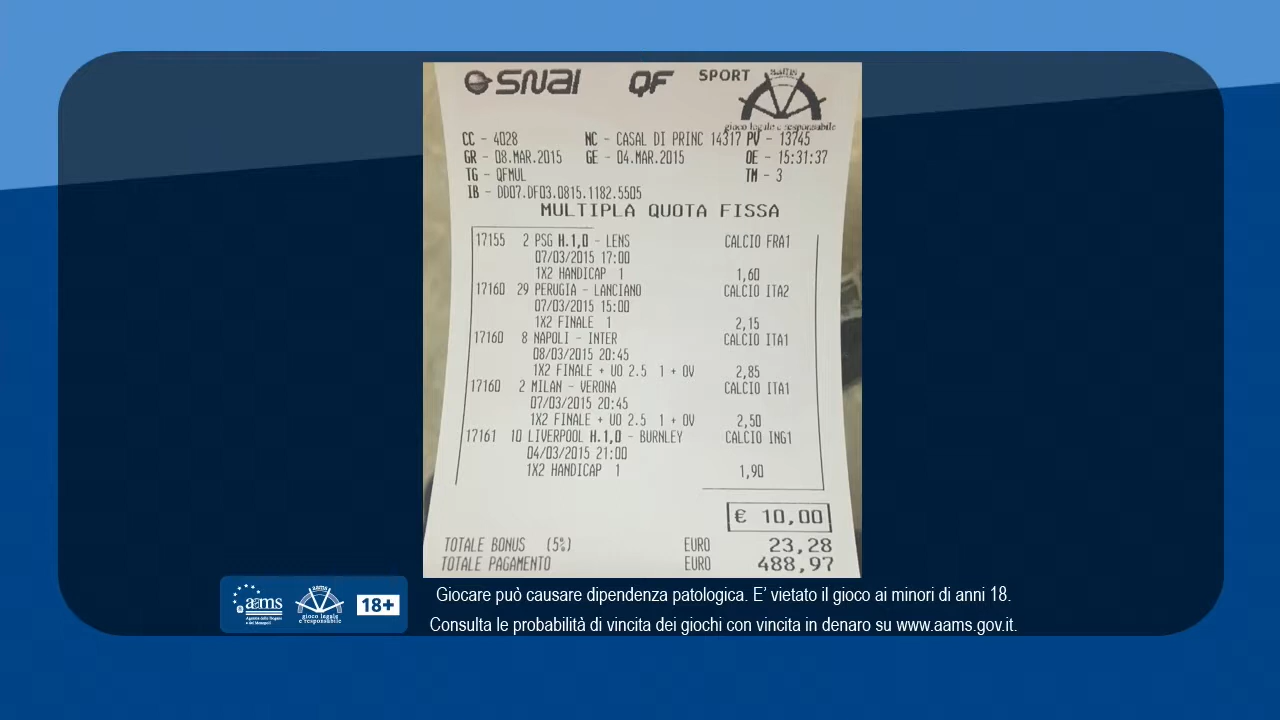 SNAI QF SPORT aams
gioco legale e responsabile
CC - 4028 NC - CASAL DI PRINC 14317 PV - 13745
GR - 08.MAR.2015 GE - 04.MAR.2015 OE - 15:31:37
TG - QFMUL TM - 3
IB - DD07.DF03.0815.1182.5505
MULTIPLA QUOTA FISSA
17155 2 PSG H.1,0 - LENS CALCIO FRA1
07/03/2015 17:00
1X2 HANDICAP 1 1,60
17160 29 PERUGIA - LANCIANO CALCIO ITA2
07/03/2015 15:00
1X2 FINALE 1 2,15
17160 8 NAPOLI - INTER CALCIO ITA1
08/03/2015 20:45
1X2 FINALE + UO 2.5 1 + OV 2,85
17160 2 MILAN - VERONA CALCIO ITA1
07/03/2015 20:45
1X2 FINALE + UO 2.5 1 + OV 2,50
17161 10 LIVERPOOL H.1,0 - BURNLEY CALCIO ING1
04/03/2015 21:00
1X2 HANDICAP 1 1,90
€ 10,00
TOTALE BONUS (5%) EURO 23,28
TOTALE PAGAMENTO EURO 488,97
aams
Agenzia delle Dogane
e dei Monopoli
aams
gioco legale
e responsabile
18+
Giocare può causare dipendenza patologica. E' vietato il gioco ai minori di anni 18.
Consulta le probabilità di vincita dei giochi con vincita in denaro su www.aams.gov.it.